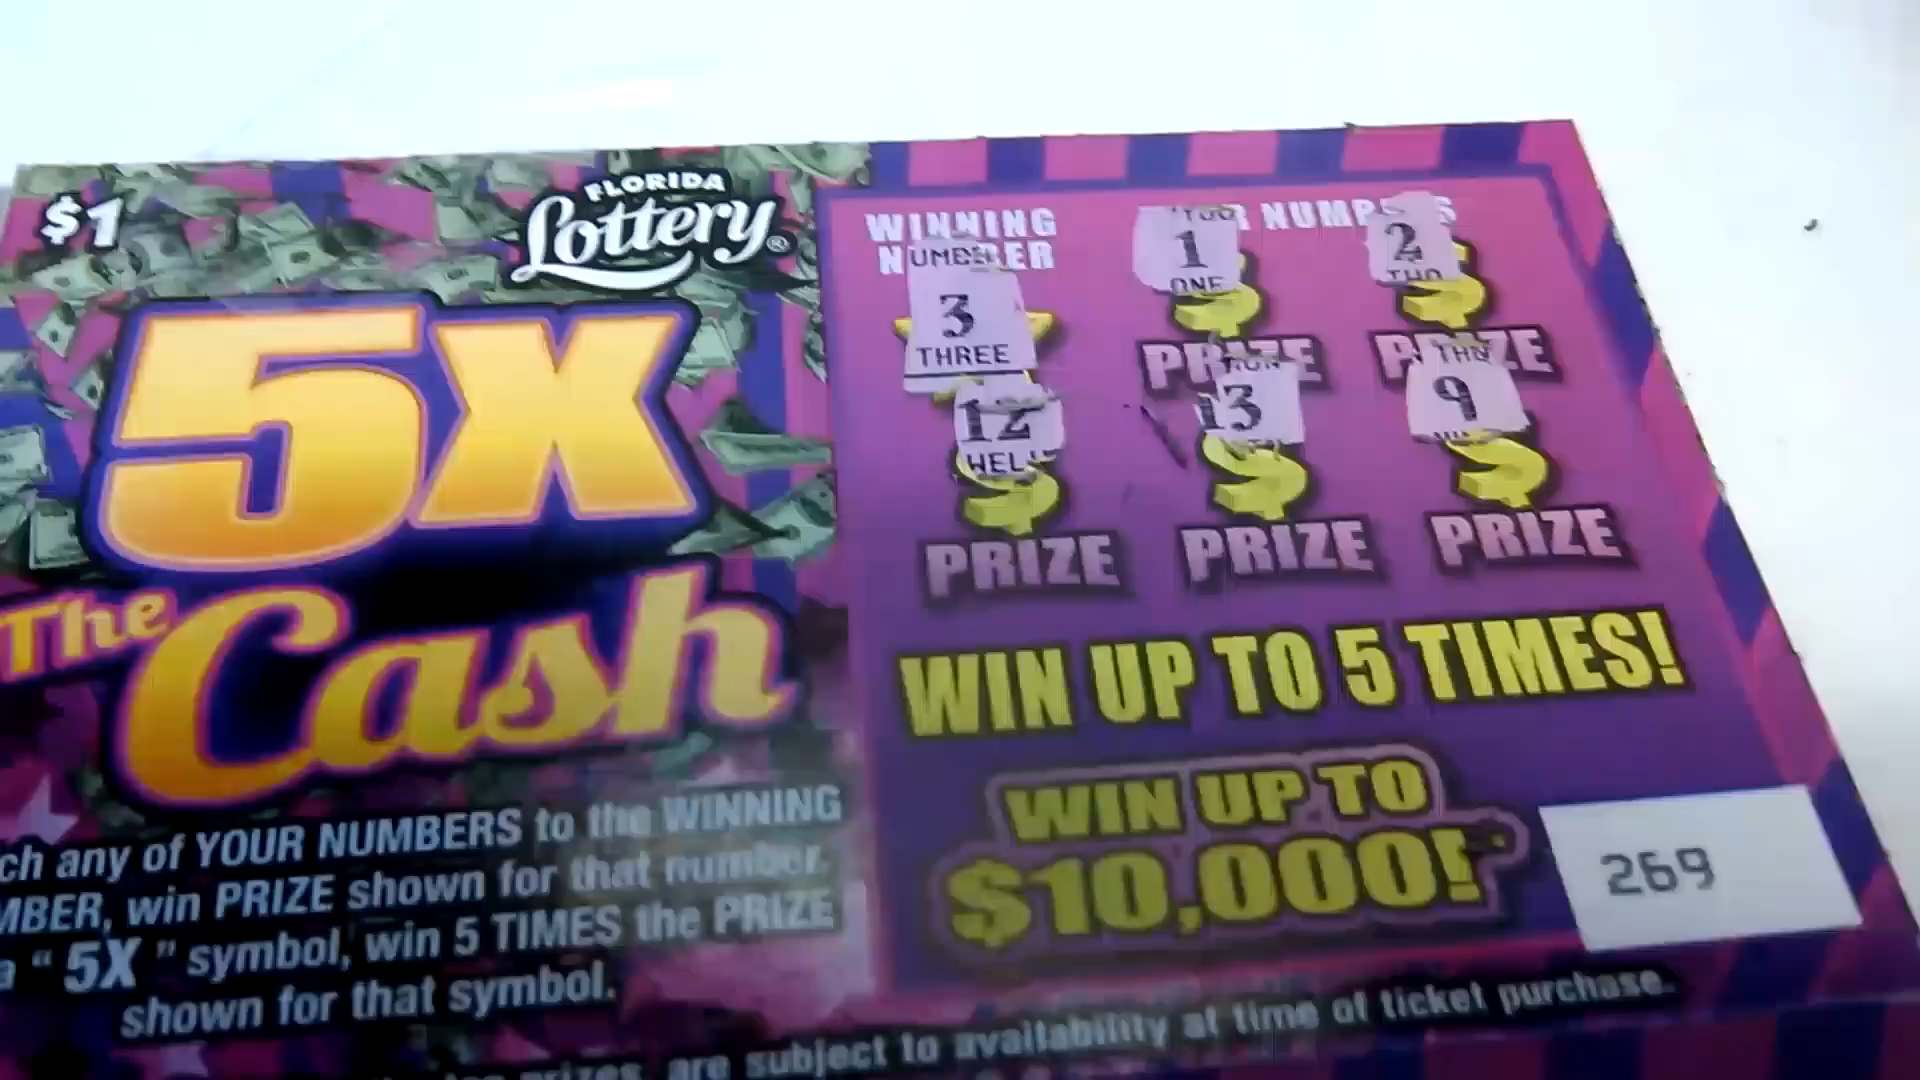 $1
FLORIDA
Lottery®
5X
The Cash
ch any of YOUR NUMBERS to the WINNING
MBER, win PRIZE shown for that number.
a "5X" symbol, win 5 TIMES the PRIZE
shown for that symbol.
WINNING
NUMBER
3
THREE
1
ONE
2
PRIZE
PRIZE
12
13
9
PRIZE
PRIZE
PRIZE
WIN UP TO 5 TIMES!
WIN UP TO
$10,000!
269
prizes are subject to availability at time of ticket purchase.